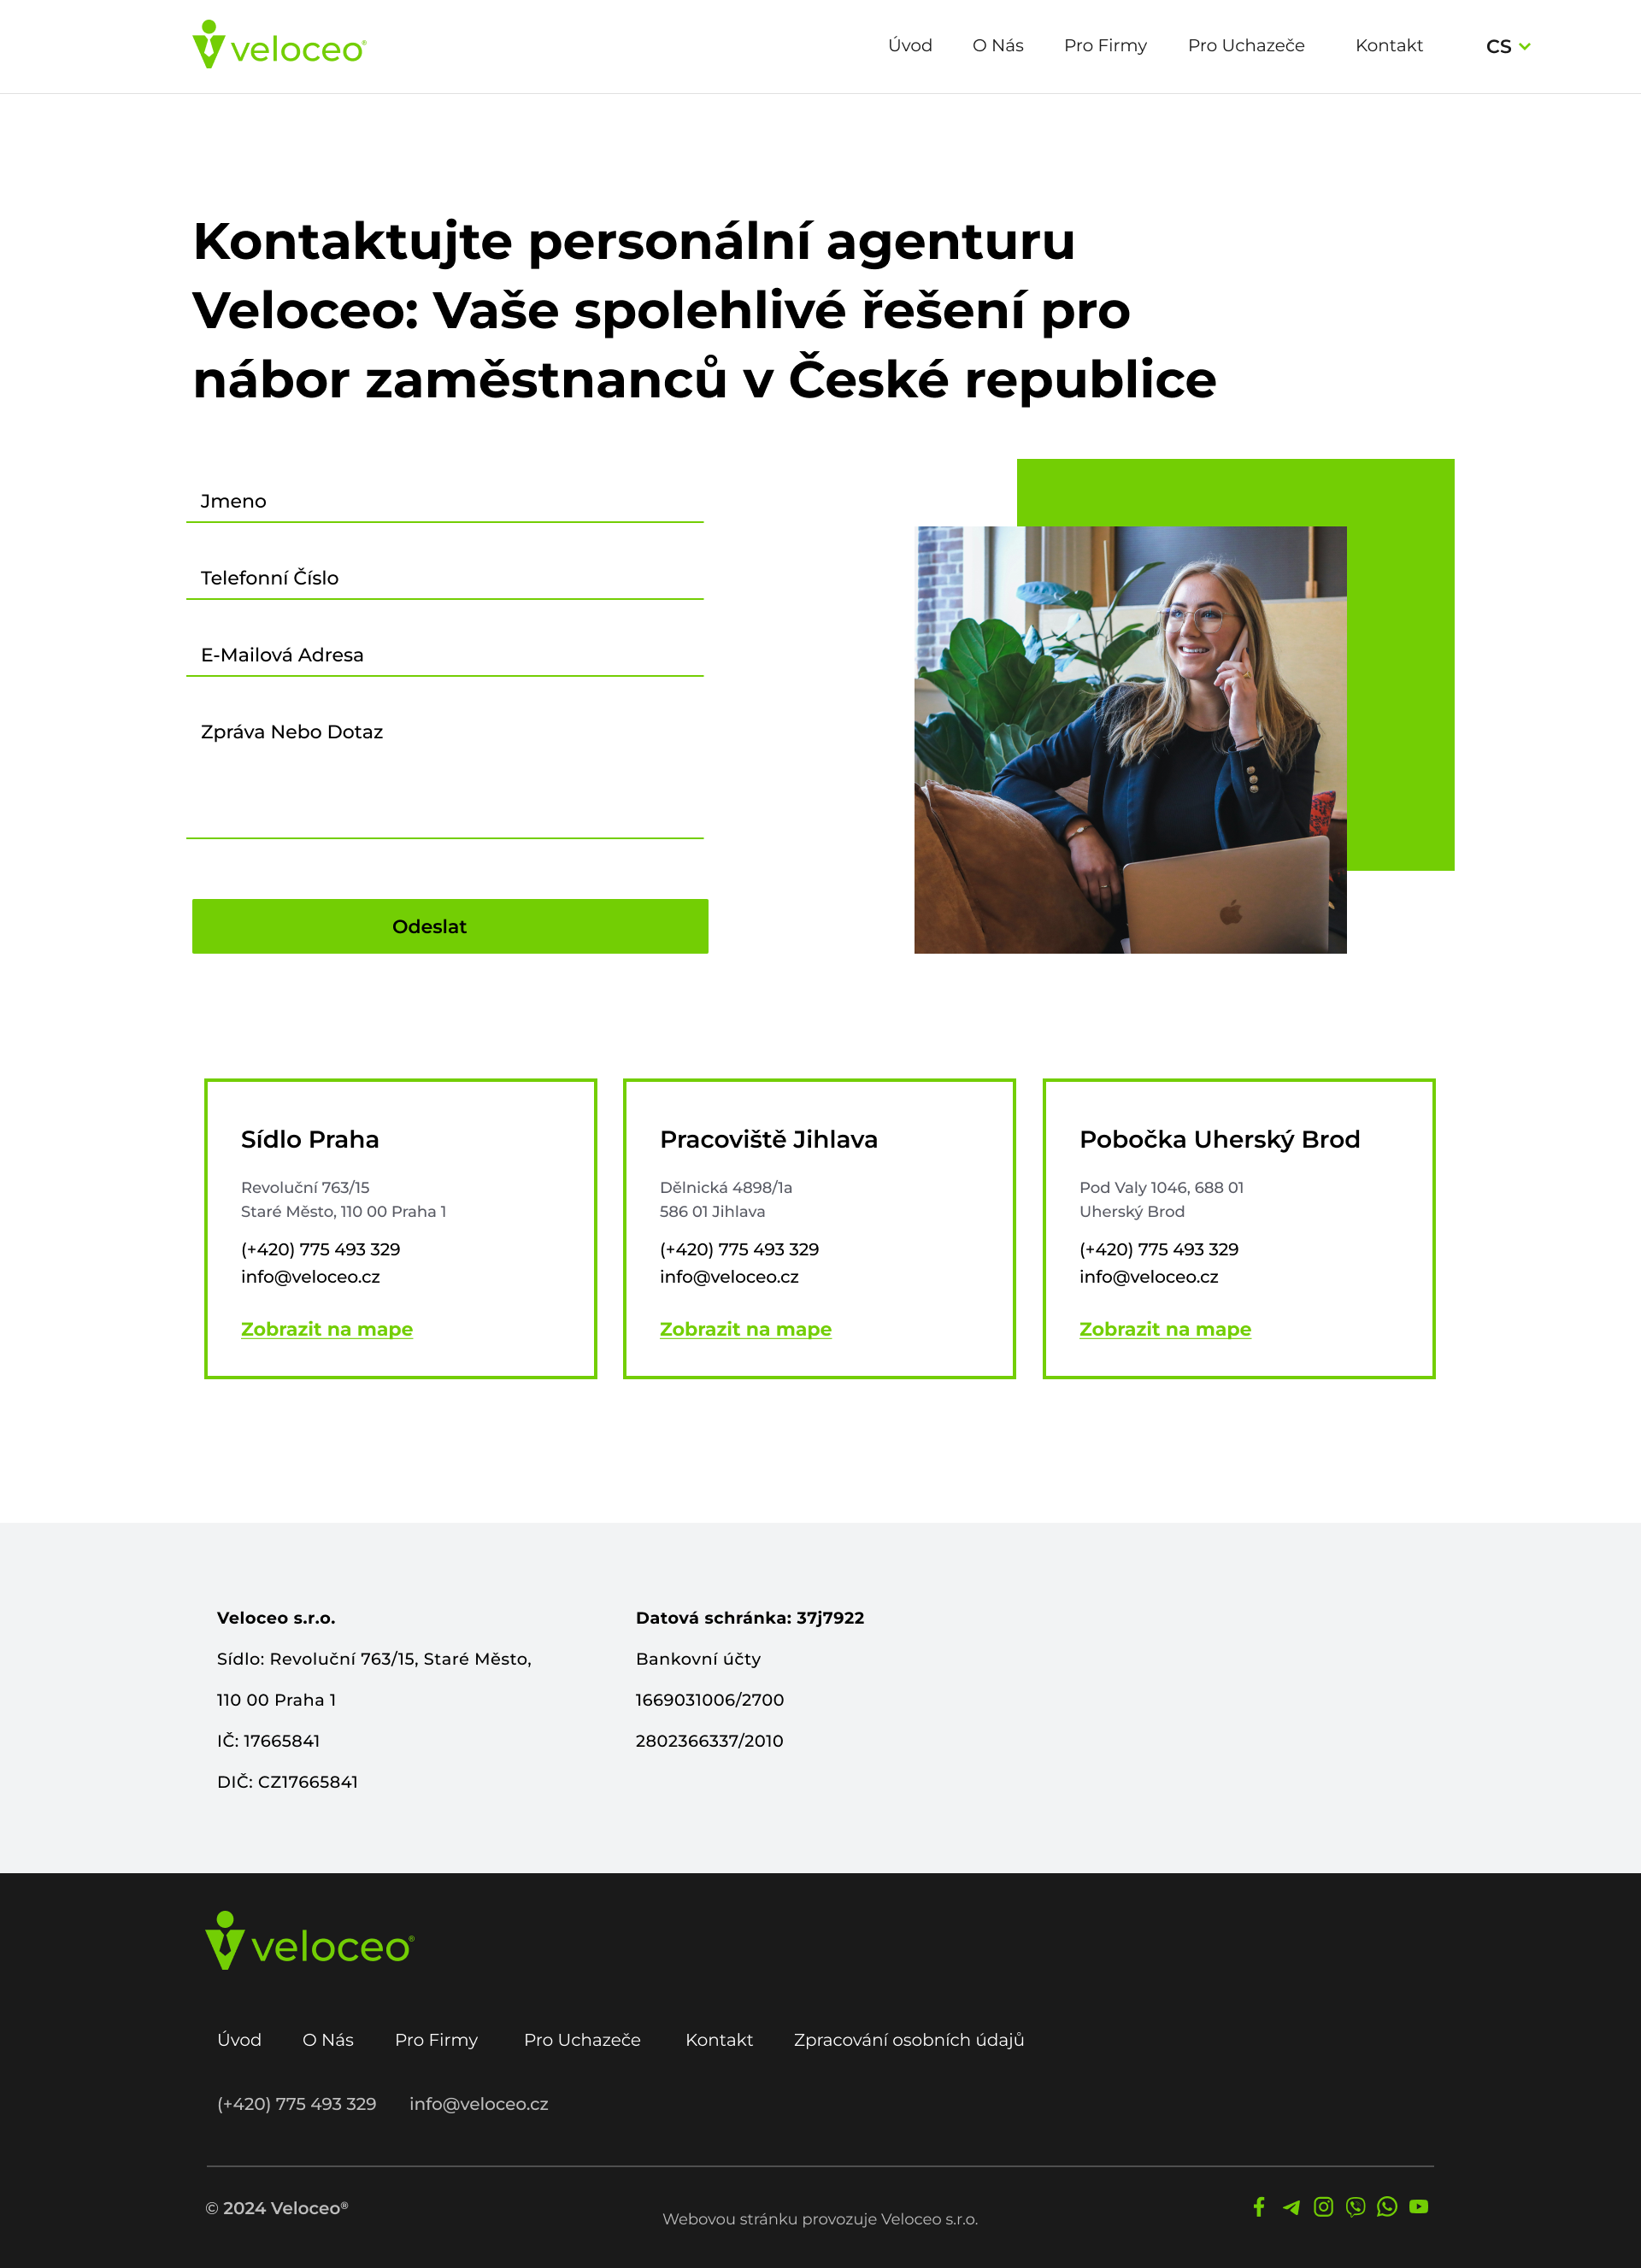 veloceo®
Úvod O Nás Pro Firmy Pro Uchazeče Kontakt CS
Kontaktujte personální agenturu
Veloceo: Vaše spolehlivé řešení pro
nábor zaměstnanců v České republice
Jmeno
Telefonní Číslo
E-Mailová Adresa
Zpráva Nebo Dotaz
Odeslat
Sídlo Praha
Revoluční 763/15
Staré Město, 110 00 Praha 1
(+420) 775 493 329
info@veloceo.cz
Zobrazit na mape
Pracoviště Jihlava
Dělnická 4898/1a
586 01 Jihlava
(+420) 775 493 329
info@veloceo.cz
Zobrazit na mape
Pobočka Uherský Brod
Pod Valy 1046, 688 01
Uherský Brod
(+420) 775 493 329
info@veloceo.cz
Zobrazit na mape
Veloceo s.r.o.
Sídlo: Revoluční 763/15, Staré Město,
110 00 Praha 1
IČ: 17665841
DIČ: CZ17665841
Datová schránka: 37j7922
Bankovní účty
1669031006/2700
2802366337/2010
veloceo®
Úvod O Nás Pro Firmy Pro Uchazeče Kontakt Zpracování osobních údajů
(+420) 775 493 329 info@veloceo.cz
© 2024 Veloceo®
Webovou stránku provozuje Veloceo s.r.o.